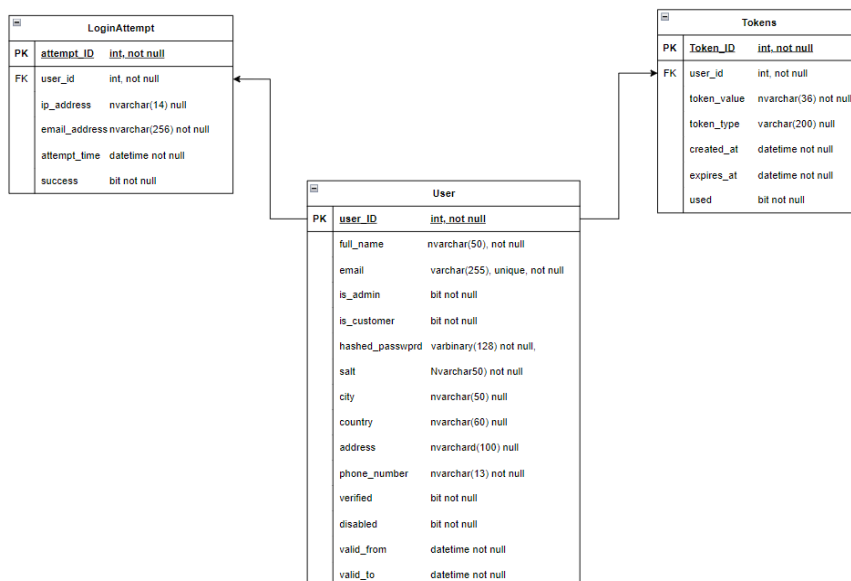 LoginAttempt
PK attempt_ID int, not null
FK user_id int, not null
ip_address nvarchar(14) null
email_address nvarchar(256) not null
attempt_time datetime not null
success bit not null
Tokens
PK Token_ID int, not null
FK user_id int, not null
token_value nvarchar(36) not null
token_type varchar(200) null
created_at datetime not null
expires_at datetime not null
used bit not null
User
PK user_ID int, not null
full_name nvarchar(50), not null
email varchar(255), unique, not null
is_admin bit not null
is_customer bit not null
hashed_passwprd varbinary(128) not null,
salt Nvarchar50) not null
city nvarchar(50) null
country nvarchar(60) null
address nvarchard(100) null
phone_number nvarchar(13) not null
verified bit not null
disabled bit not null
valid_from datetime not null
valid_to datetime not null